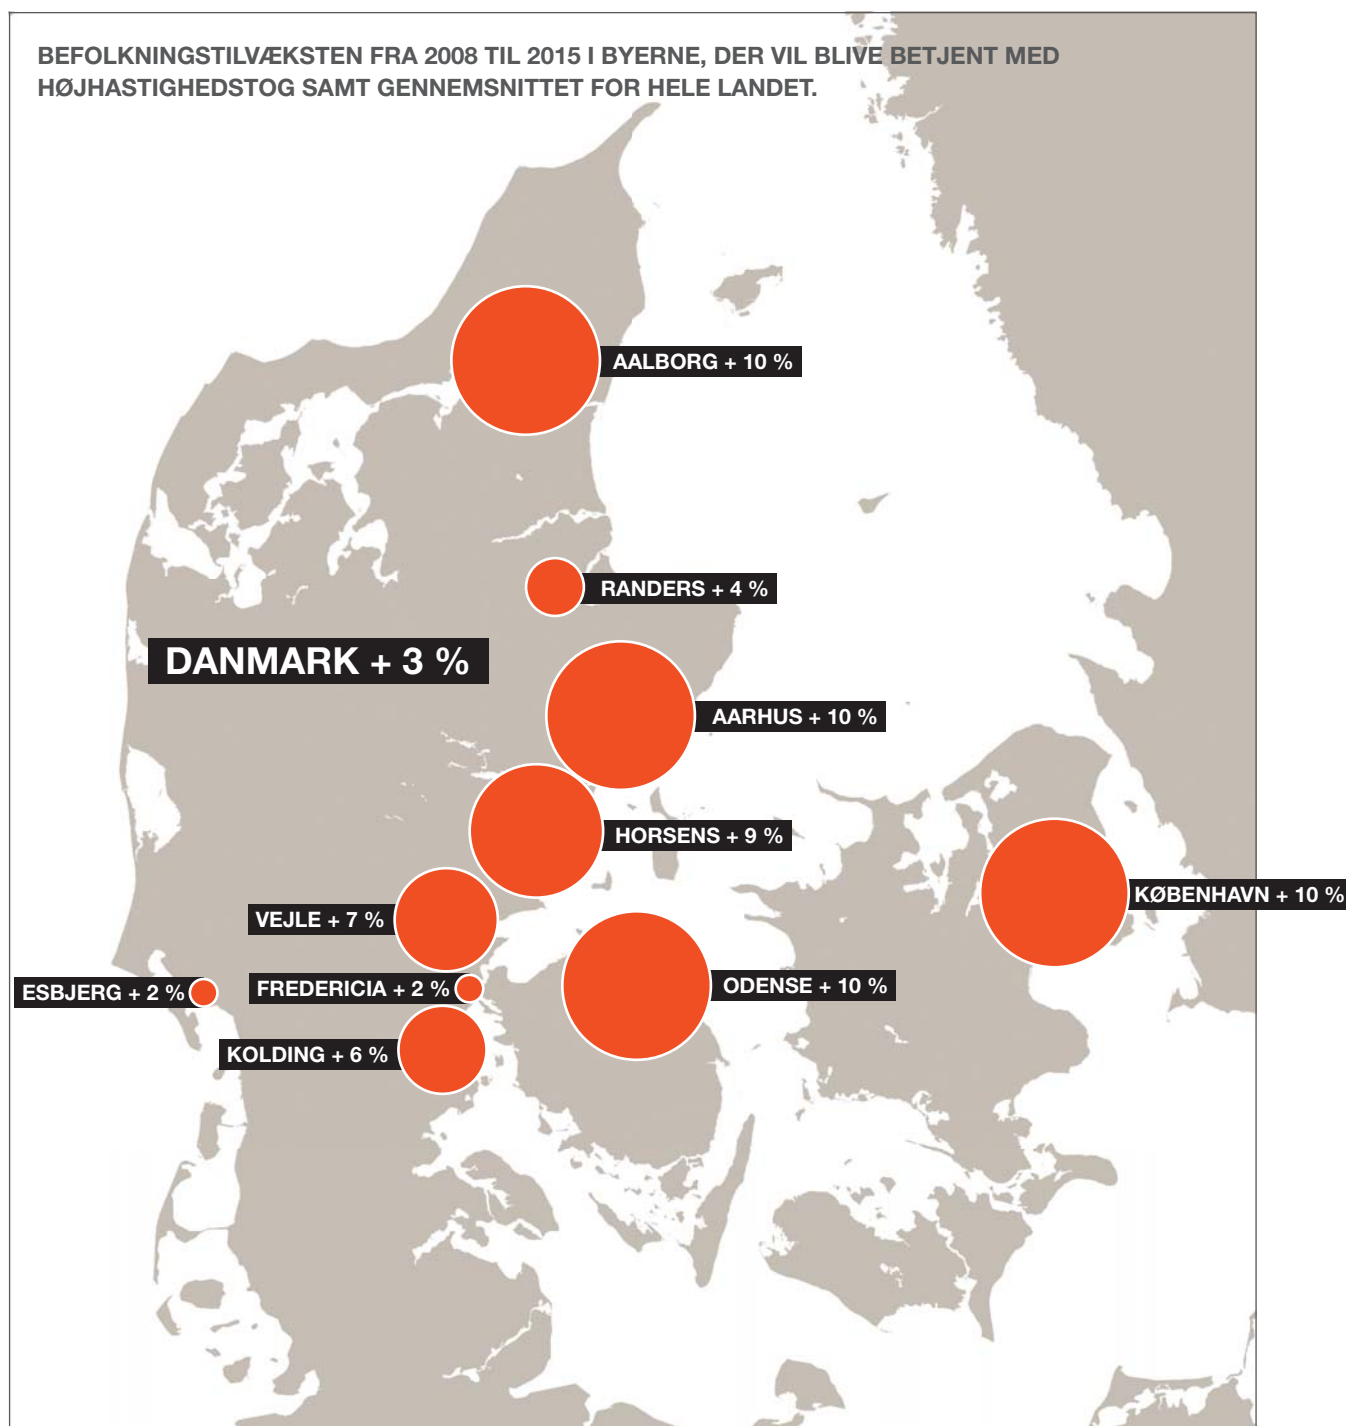 BEFOLKNINGSTILVÆKSTEN FRA 2008 TIL 2015 I BYERNE, DER VIL BLIVE BETJENT MED
HØJHASTIGHEDSTOG SAMT GENNEMSNITTET FOR HELE LANDET.
AALBORG + 10 %
RANDERS + 4 %
DANMARK + 3 %
AARHUS + 10 %
HORSENS + 9 %
KØBENHAVN + 10 %
VEJLE + 7 %
FREDERICIA + 2 %
ODENSE + 10 %
ESBJERG + 2 %
KOLDING + 6 %